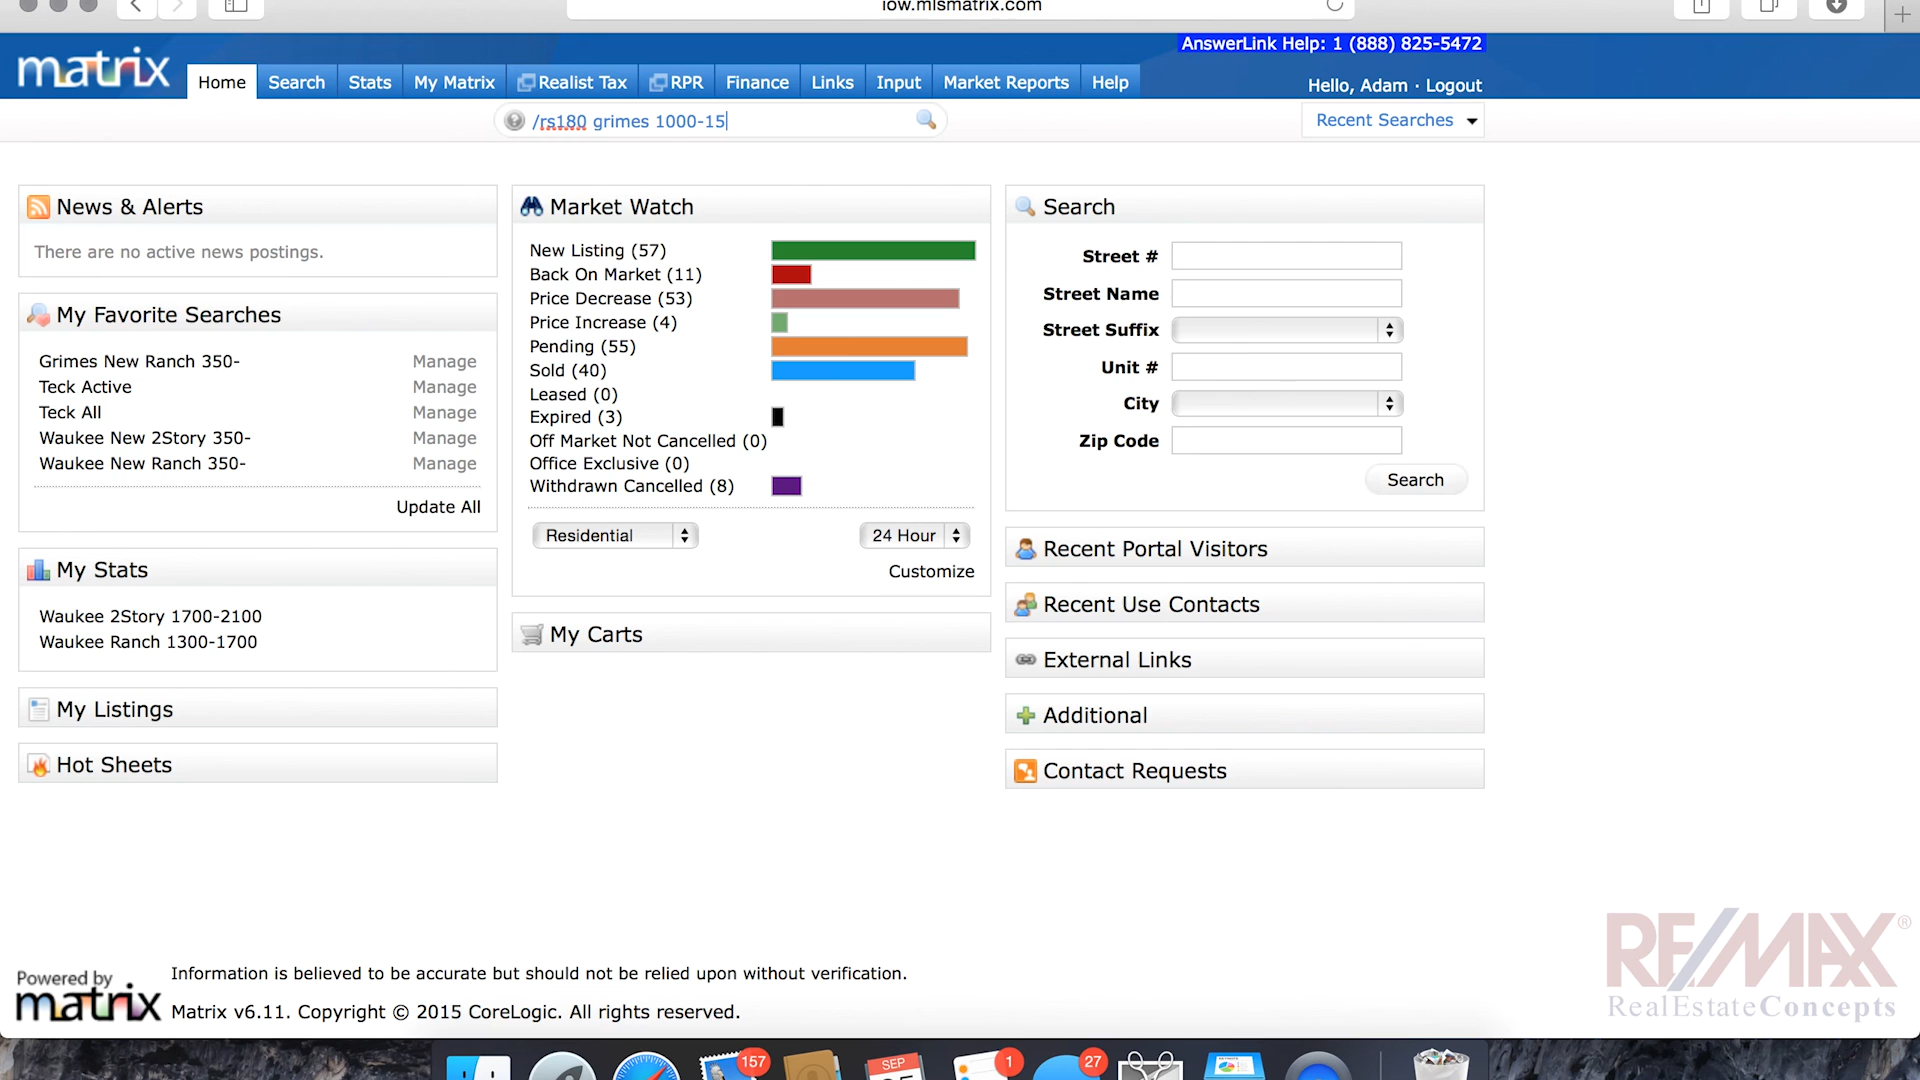 iow.mlsmatrix.com
AnswerLink Help: 1 (888) 825-5472
matrix
Home Search Stats My Matrix Realist Tax RPR Finance Links Input Market Reports Help
Hello, Adam · Logout
/rs180 grimes 1000-15
Recent Searches
News & Alerts
There are no active news postings.
My Favorite Searches
Grimes New Ranch 350- Manage
Teck Active Manage
Teck All Manage
Waukee New 2Story 350- Manage
Waukee New Ranch 350- Manage
Update All
My Stats
Waukee 2Story 1700-2100
Waukee Ranch 1300-1700
My Listings
Hot Sheets
Market Watch
New Listing (57)
Back On Market (11)
Price Decrease (53)
Price Increase (4)
Pending (55)
Sold (40)
Leased (0)
Expired (3)
Off Market Not Cancelled (0)
Office Exclusive (0)
Withdrawn Cancelled (8)
Residential 24 Hour
Customize
My Carts
Search
Street #
Street Name
Street Suffix
Unit #
City
Zip Code
Search
Recent Portal Visitors
Recent Use Contacts
External Links
Additional
Contact Requests
RE/MAX®
RealEstateConcepts
Powered by
matrix
Information is believed to be accurate but should not be relied upon without verification.
Matrix v6.11. Copyright © 2015 CoreLogic. All rights reserved.
157 SEP 1 27